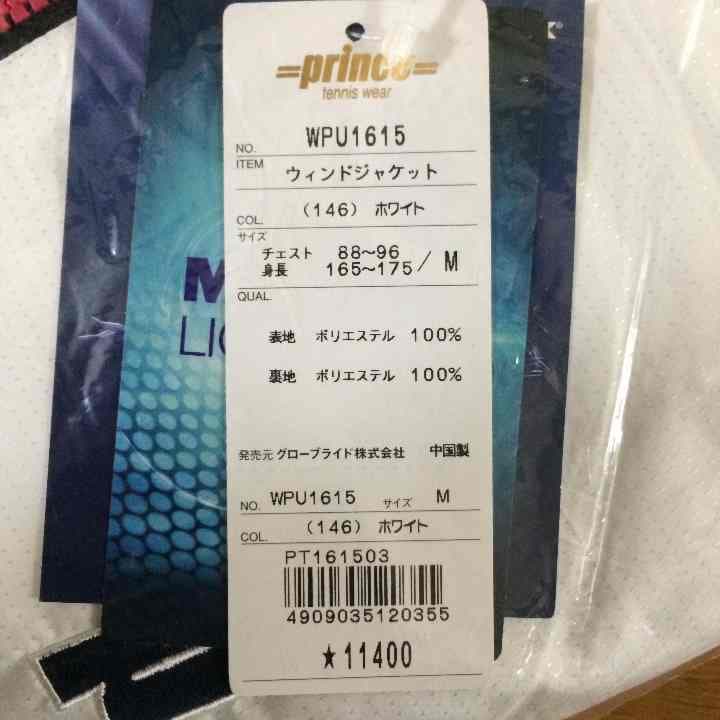 prince
tennis wear
NO. WPU1615
ITEM
ウィンドジャケット
COL. (146) ホワイト
サイズ
チェスト 88~96
身長 165~175/ M
QUAL.
表地 ポリエステル 100%
裏地 ポリエステル 100%
発売元 グローブライド株式会社 中国製
NO. WPU1615 サイズ M
COL. (146) ホワイト
PT161503
4909035120355
★11400